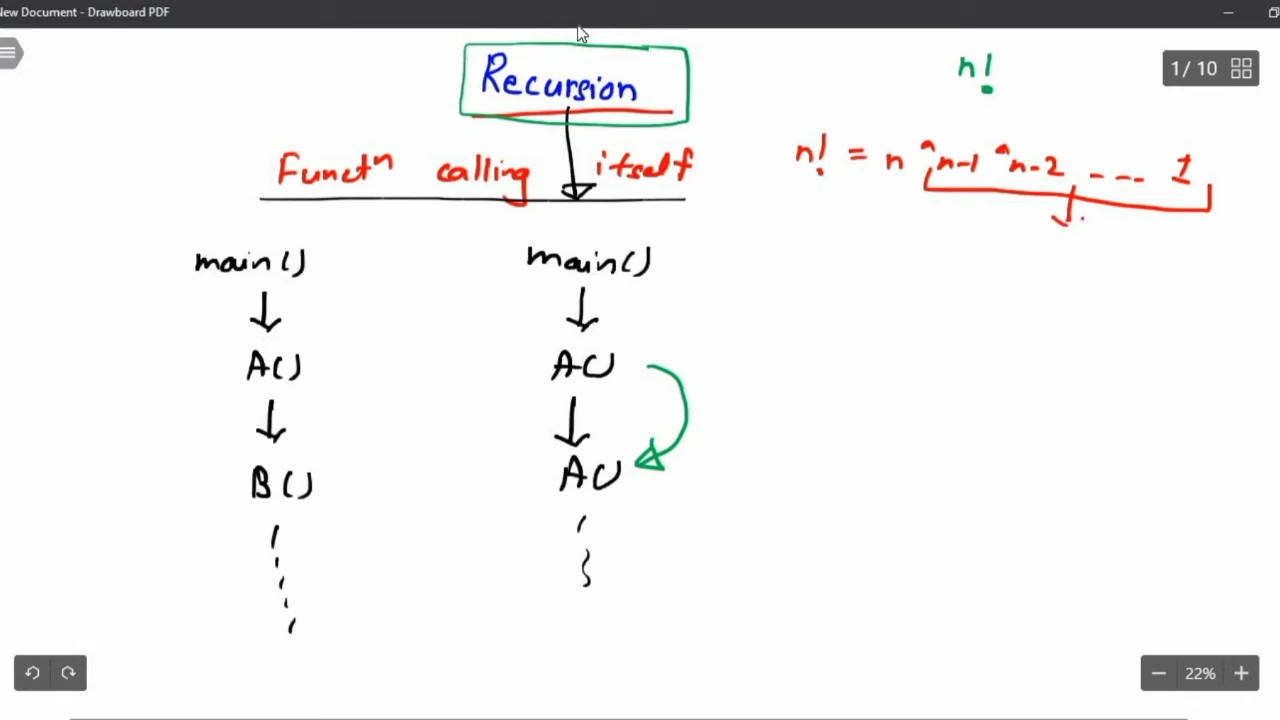 New Document - Drawboard PDF
1 / 10
Recursion
Functⁿ calling itself
n!
n! = n * n-1 * n-2 - - - - 1
main()
A()
B()
main()
A()
A()
22%